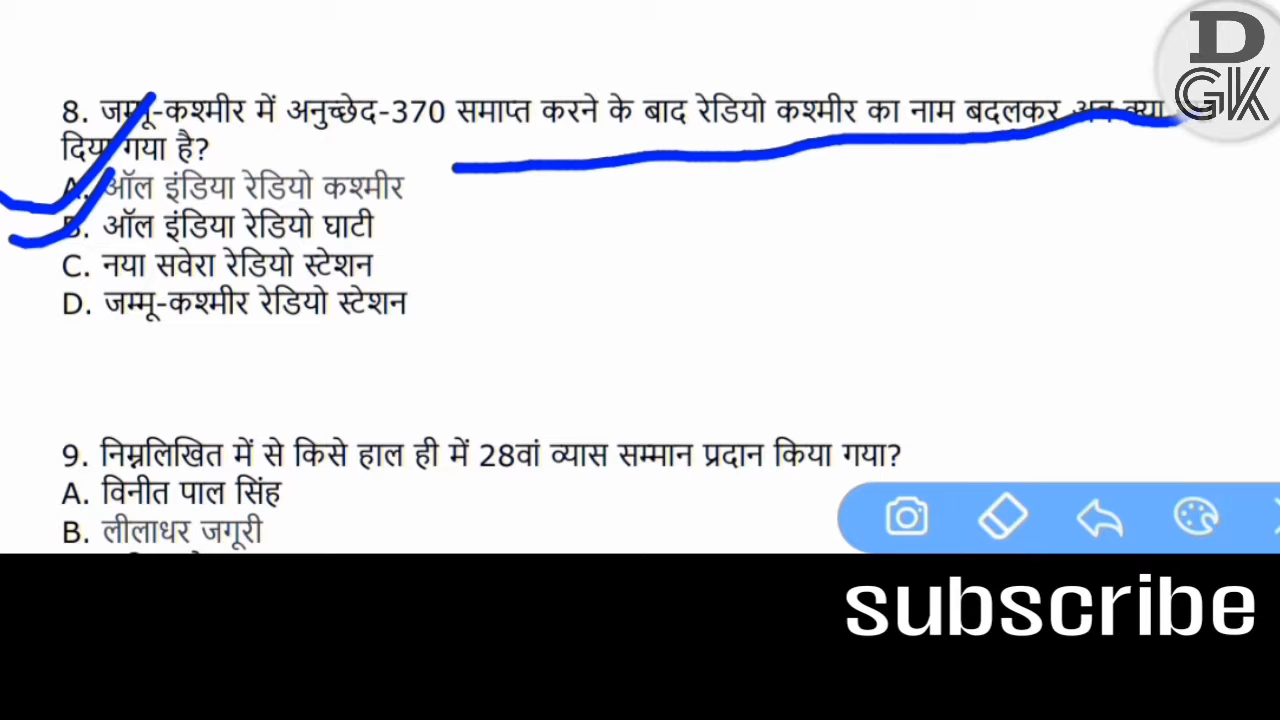 D
GK
8. जम्मू-कश्मीर में अनुच्छेद-370 समाप्त करने के बाद रेडियो कश्मीर का नाम बदलकर अब क्या
दिया गया है?
A. ऑल इंडिया रेडियो कश्मीर
B. ऑल इंडिया रेडियो घाटी
C. नया सवेरा रेडियो स्टेशन
D. जम्मू-कश्मीर रेडियो स्टेशन
9. निम्नलिखित में से किसे हाल ही में 28वां व्यास सम्मान प्रदान किया गया?
A. विनीत पाल सिंह
B. लीलाधर जगूरी
subscribe